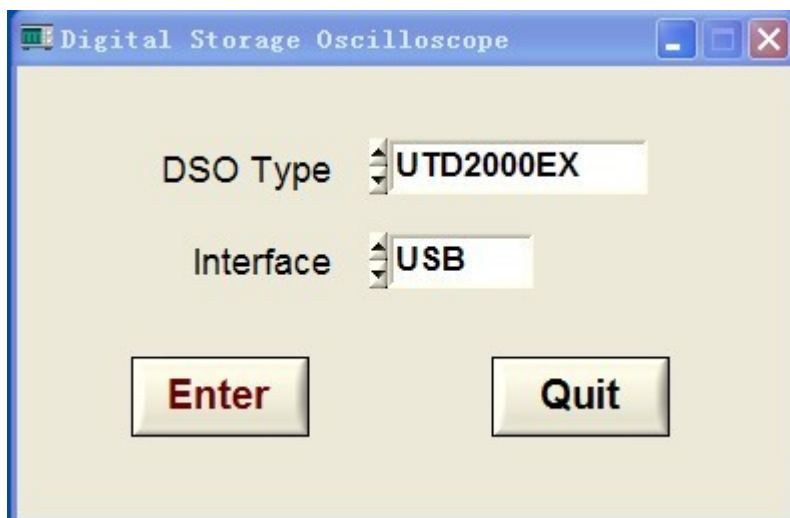 Digital Storage Oscilloscope
DSO Type UTD2000EX
Interface USB
Enter Quit